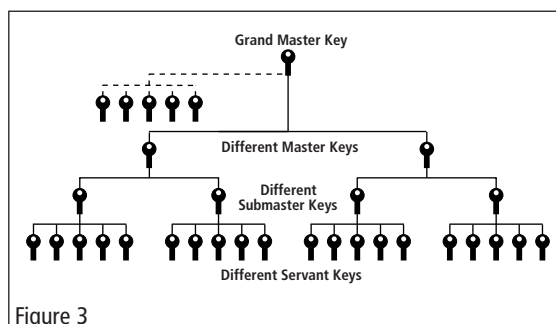 Grand Master Key
Different Master Keys
Different
Submaster Keys
Different Servant Keys
Figure 3